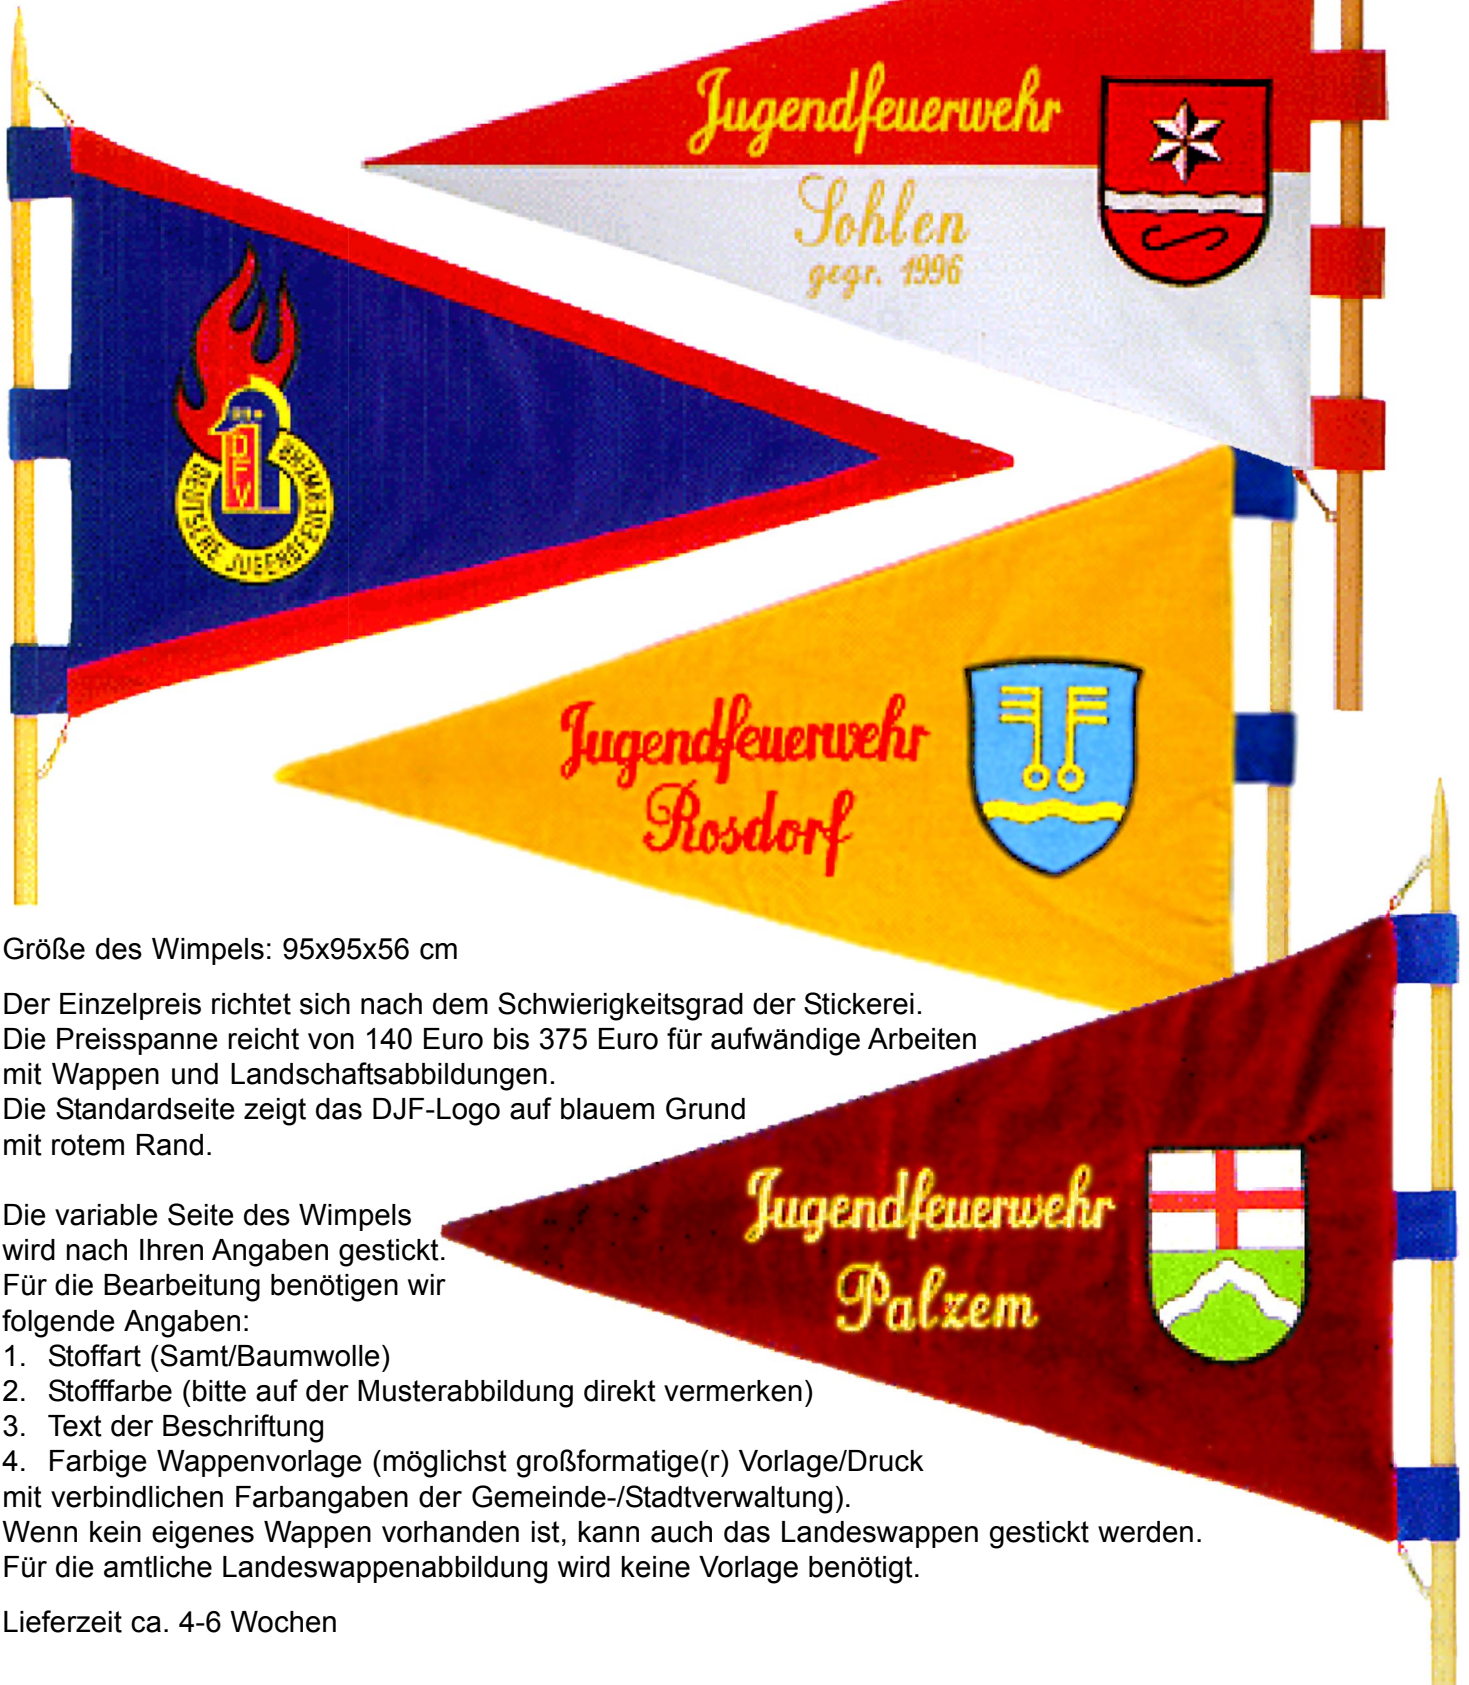 Jugendfeuerwehr
Sohlen
gegr. 1996
DFV
DEUTSCHE JUGENDFEUERWEHR
Jugendfeuerwehr
Rosdorf
Größe des Wimpels: 95x95x56 cm
Der Einzelpreis richtet sich nach dem Schwierigkeitsgrad der Stickerei.
Die Preisspanne reicht von 140 Euro bis 375 Euro für aufwändige Arbeiten
mit Wappen und Landschaftsabbildungen.
Die Standardseite zeigt das DJF-Logo auf blauem Grund
mit rotem Rand.
Jugendfeuerwehr
Palzem
Die variable Seite des Wimpels
wird nach Ihren Angaben gestickt.
Für die Bearbeitung benötigen wir
folgende Angaben:
1. Stoffart (Samt/Baumwolle)
2. Stofffarbe (bitte auf der Musterabbildung direkt vermerken)
3. Text der Beschriftung
4. Farbige Wappenvorlage (möglichst großformatige(r) Vorlage/Druck
mit verbindlichen Farbangaben der Gemeinde-/Stadtverwaltung).
Wenn kein eigenes Wappen vorhanden ist, kann auch das Landeswappen gestickt werden.
Für die amtliche Landeswappenabbildung wird keine Vorlage benötigt.
Lieferzeit ca. 4-6 Wochen